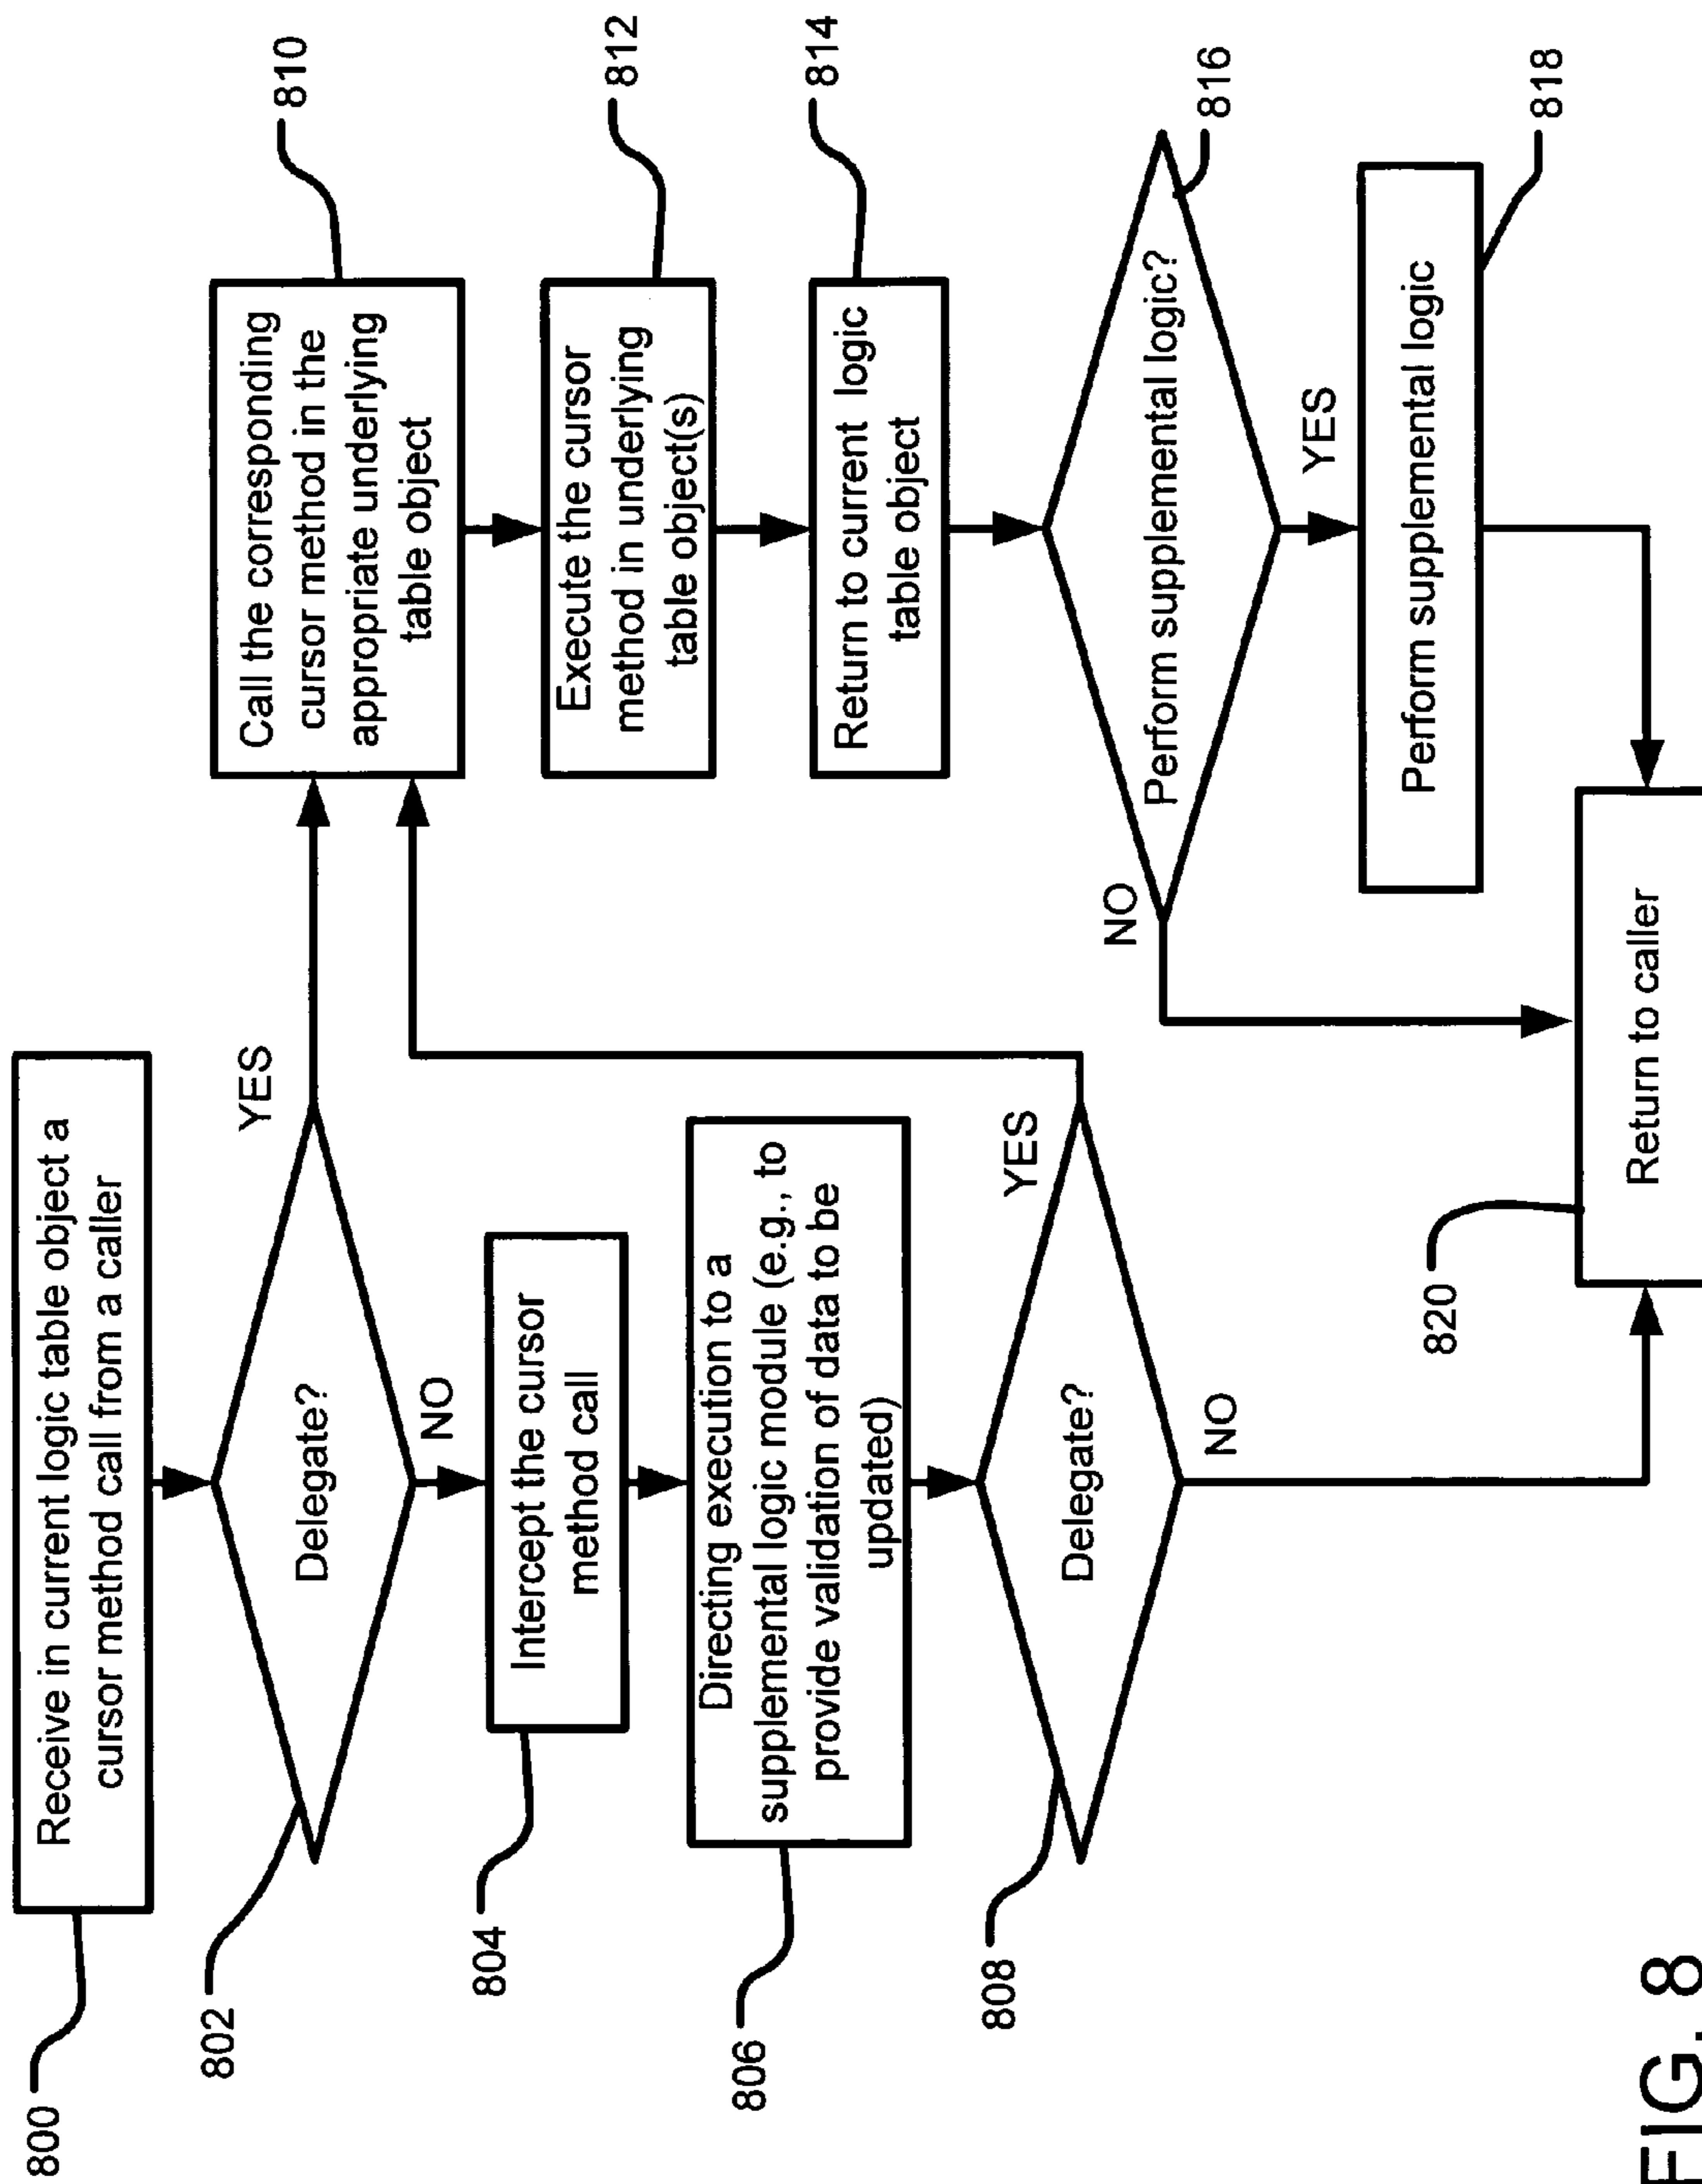 800
Receive in current logic table object a
cursor method call from a caller
802
Delegate?
YES
NO
804
Intercept the cursor
method call
806
Directing execution to a
supplemental logic module (e.g., to
provide validation of data to be
updated)
808
Delegate?
YES
NO
810
Call the corresponding
cursor method in the
appropriate underlying
table object
812
Execute the cursor
method in underlying
table object(s)
814
Return to current logic
table object
816
Perform supplemental logic?
NO
YES
818
Perform supplemental logic
820
Return to caller
FIG. 8